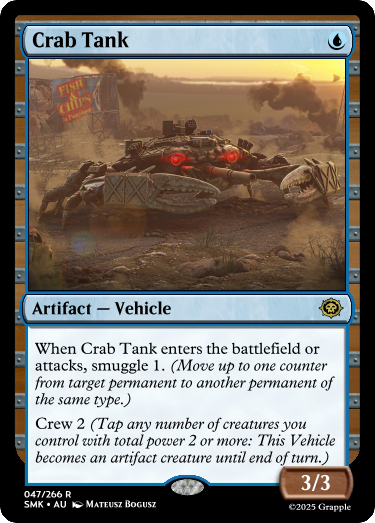 Crab Tank
FISH
& CHIPS
Artifact — Vehicle
When Crab Tank enters the battlefield or
attacks, smuggle 1. (Move up to one counter
from target permanent to another permanent of
the same type.)
Crew 2 (Tap any number of creatures you
control with total power 2 or more: This Vehicle
becomes an artifact creature until end of turn.)
3/3
047/266 R
SMK • AU Mateusz Bogusz
©2025 Grapple